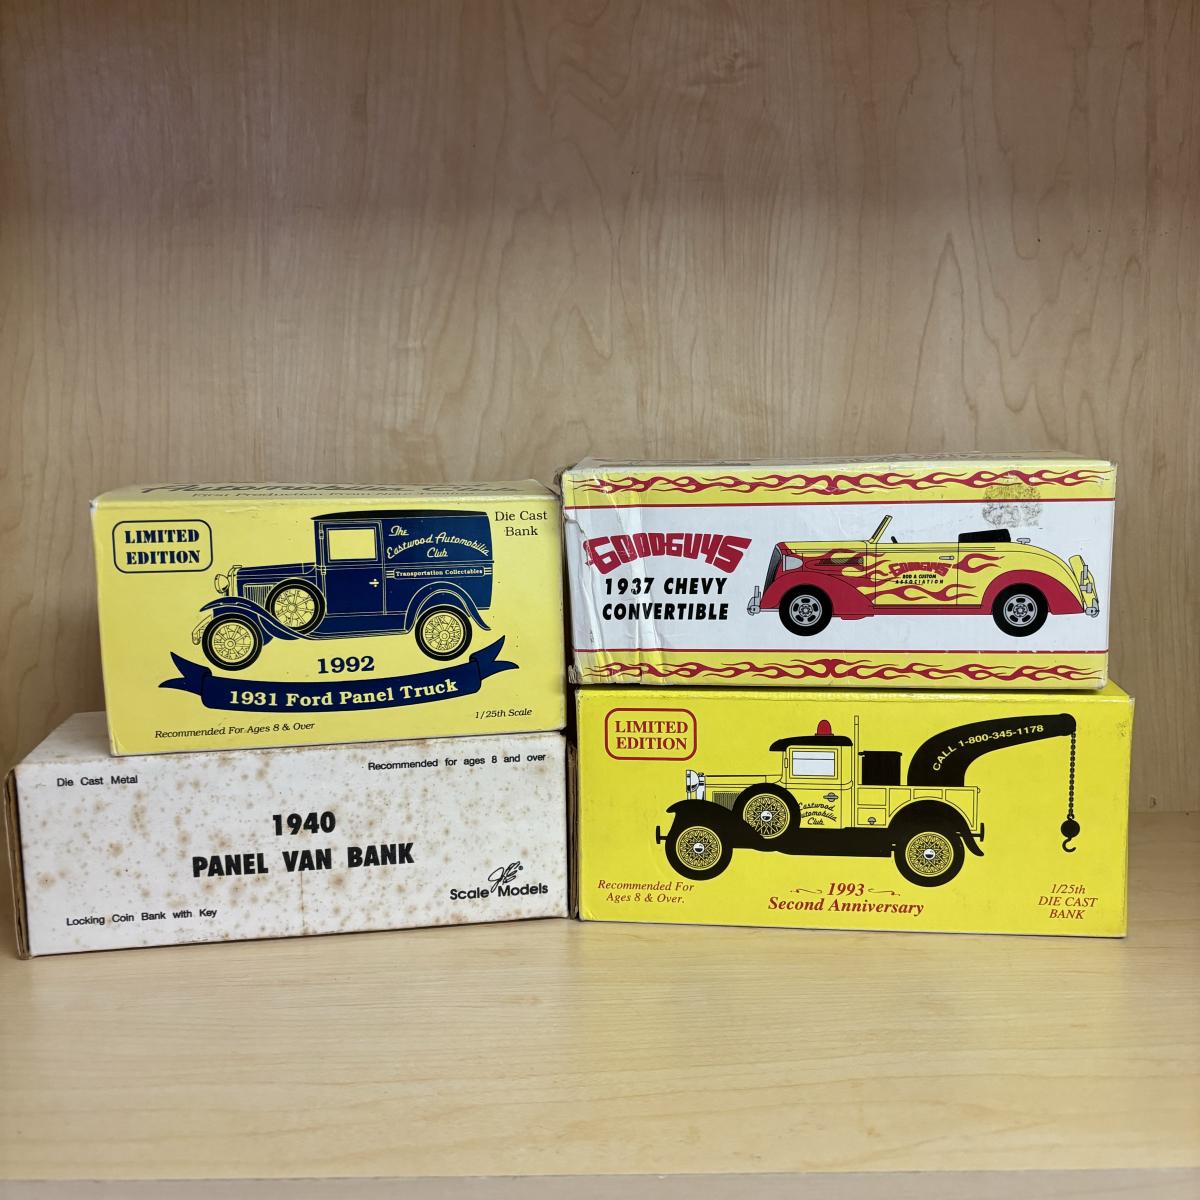 LIMITED
EDITION
Die Cast
Bank
The
Eastwood Automobilia
Club
Transportation Collectables
1992
1931 Ford Panel Truck
Recommended For Ages 8 & Over
1/25th Scale
GOODGUYS
1937 CHEVY
CONVERTIBLE
GOODGUYS
ROD & CUSTOM
ASSOCIATION
Die Cast Metal
Recommended for ages 8 and over
1940
PANEL VAN BANK
Scale Models
Locking Coin Bank with Key
LIMITED
EDITION
CALL 1-800-345-1178
Eastwood
Automobilia
Club
Recommended For
Ages 8 & Over.
1993
Second Anniversary
1/25th
DIE CAST
BANK